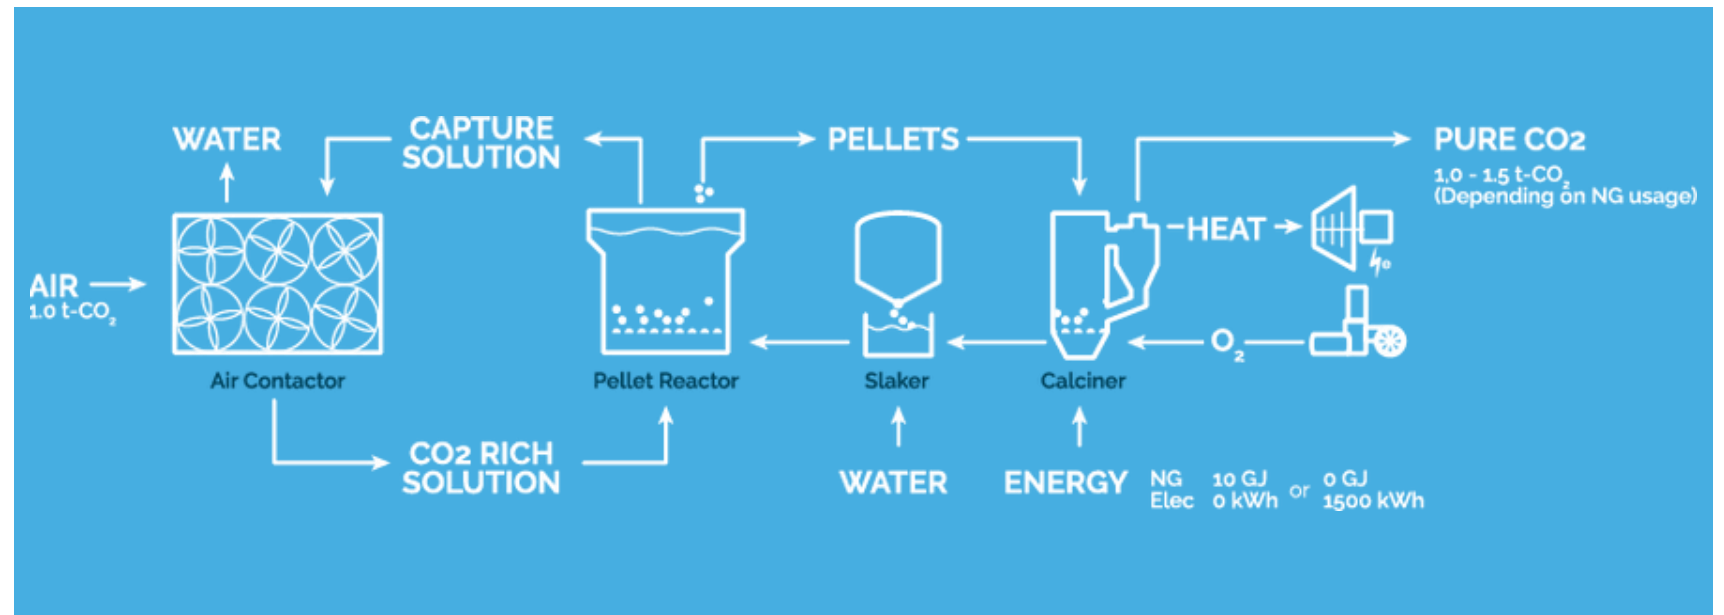 WATER
CAPTURE
SOLUTION
PELLETS
PURE CO2
1,0 - 1.5 t-CO₂
(Depending on NG usage)
HEAT
e
AIR
1.0 t-CO₂
O₂
Air Contactor
Pellet Reactor
Slaker
Calciner
CO2 RICH
SOLUTION
WATER
ENERGY
NG 10 GJ or 0 GJ
Elec 0 kWh 1500 kWh